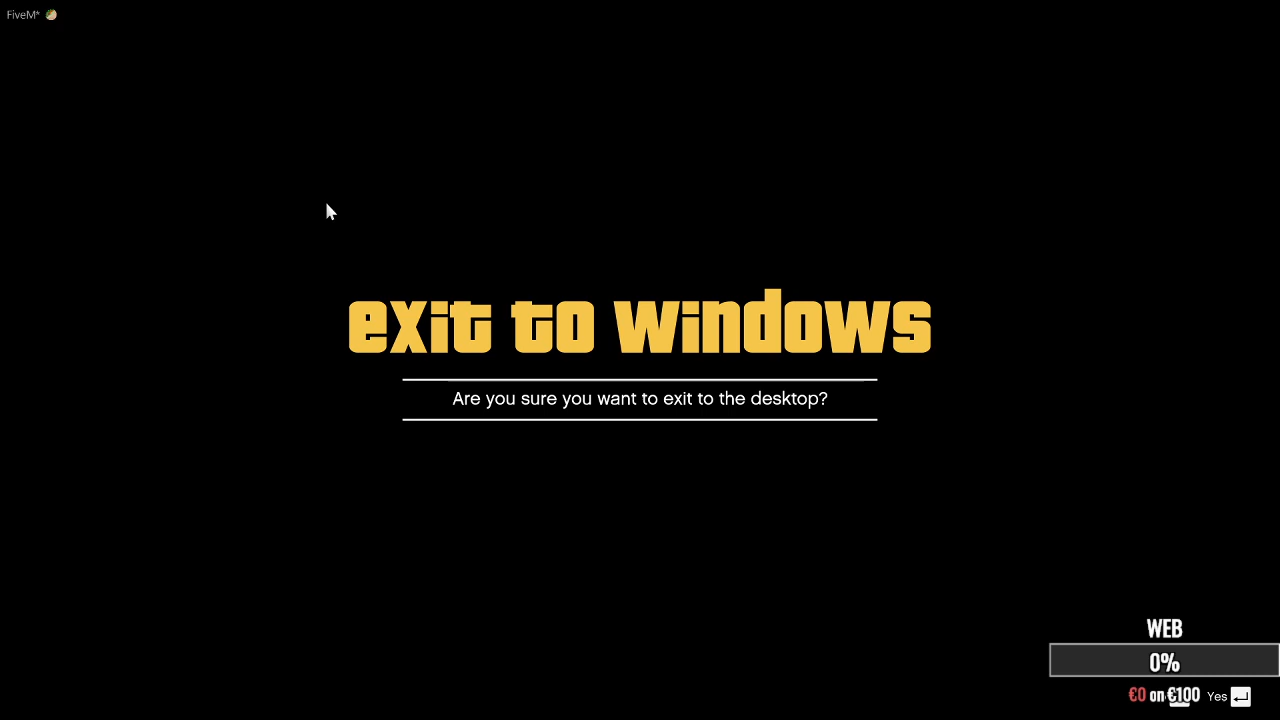 FiveM*
exit to windows
Are you sure you want to exit to the desktop?
WEB
0%
€0 on €100
Yes